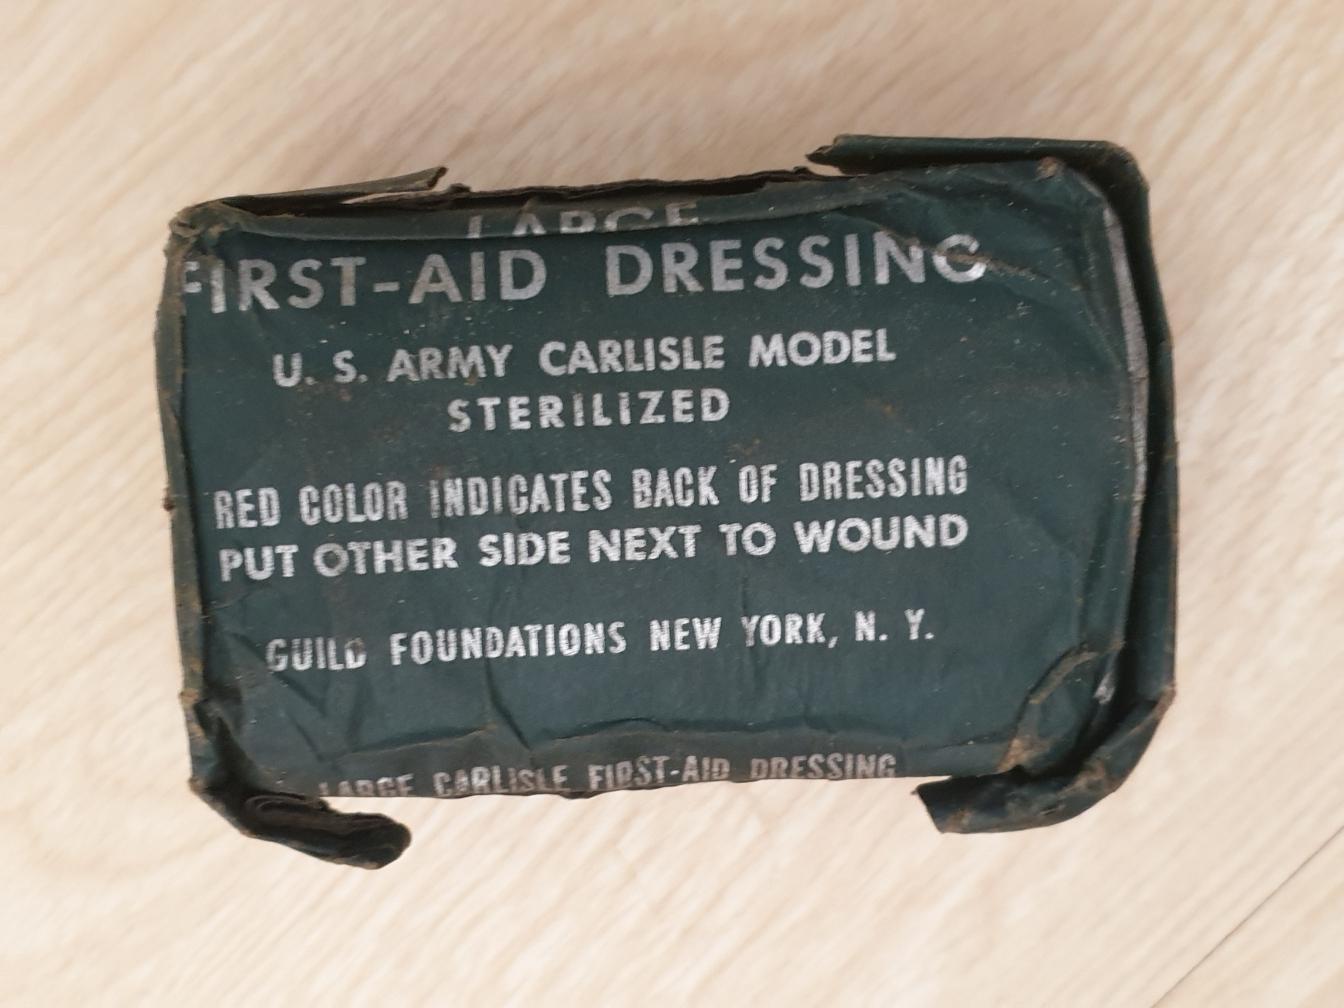 LARGE
FIRST-AID DRESSING
U. S. ARMY CARLISLE MODEL
STERILIZED
RED COLOR INDICATES BACK OF DRESSING
PUT OTHER SIDE NEXT TO WOUND
GUILD FOUNDATIONS NEW YORK, N. Y.
LARGE CARLISLE FIRST-AID DRESSING